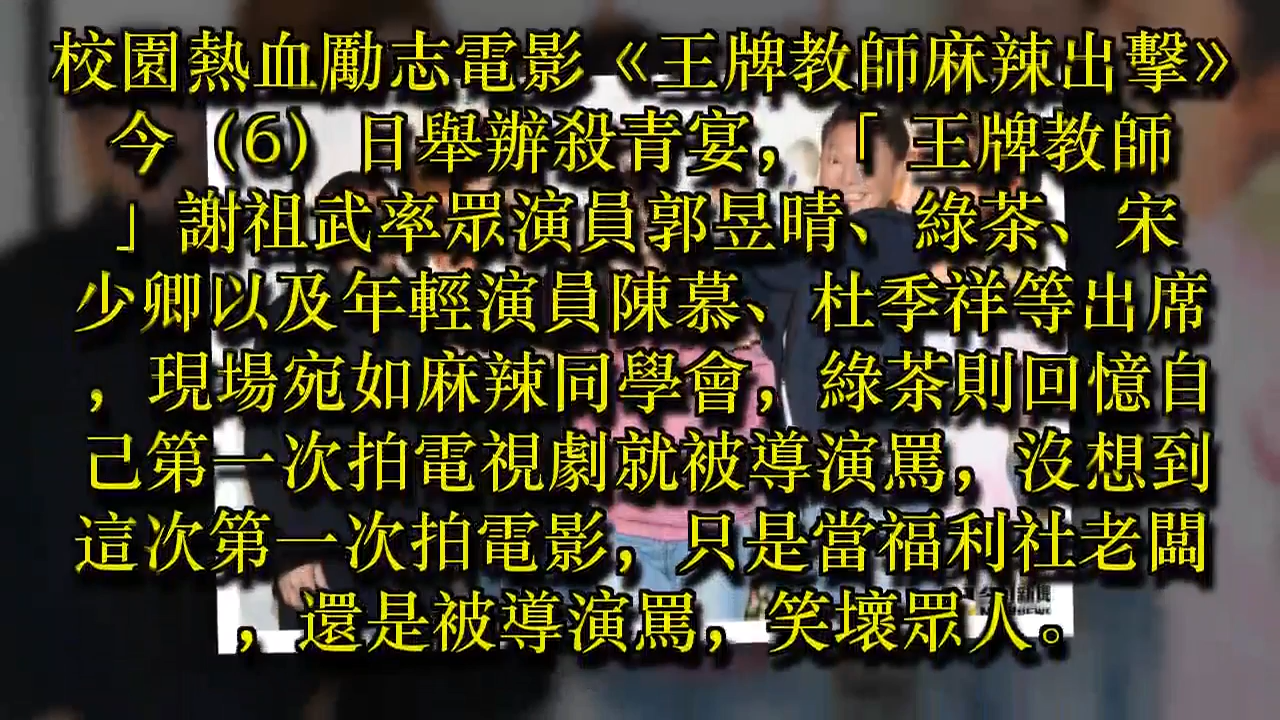 校園熱血勵志電影《王牌教師麻辣出擊》
今（6）日舉辦殺青宴，「王牌教師
」謝祖武率眾演員郭昱晴、綠茶、宋
少卿以及年輕演員陳慕、杜季祥等出席
，現場宛如麻辣同學會，綠茶則回憶自
己第一次拍電視劇就被導演罵，沒想到
這次第一次拍電影，只是當福利社老闆
，還是被導演罵，笑壞眾人。